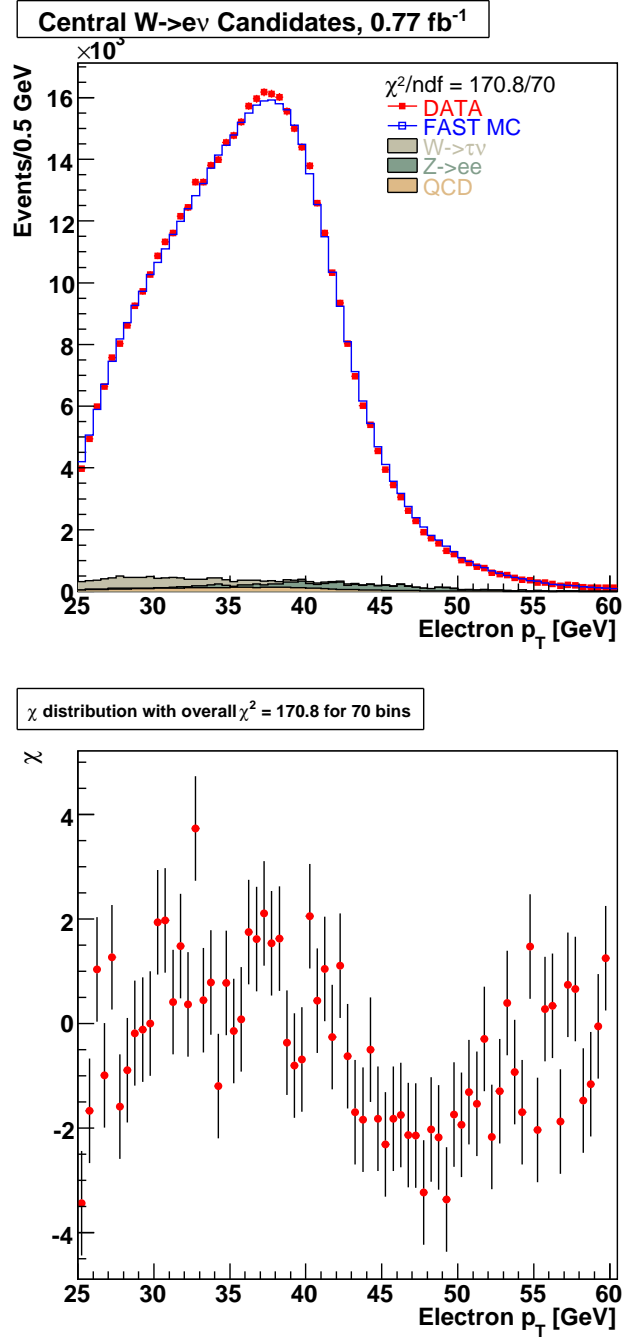 Central W->eν Candidates, 0.77 fb⁻¹
×10³
Events/0.5 GeV
χ²/ndf = 170.8/70
DATA
FAST MC
W->τν
Z->ee
QCD
16
14
12
10
8
6
4
2
0
25 30 35 40 45 50 55 60
Electron p_T [GeV]
χ distribution with overall χ² = 170.8 for 70 bins
χ
4
2
0
-2
-4
25 30 35 40 45 50 55 60
Electron p_T [GeV]